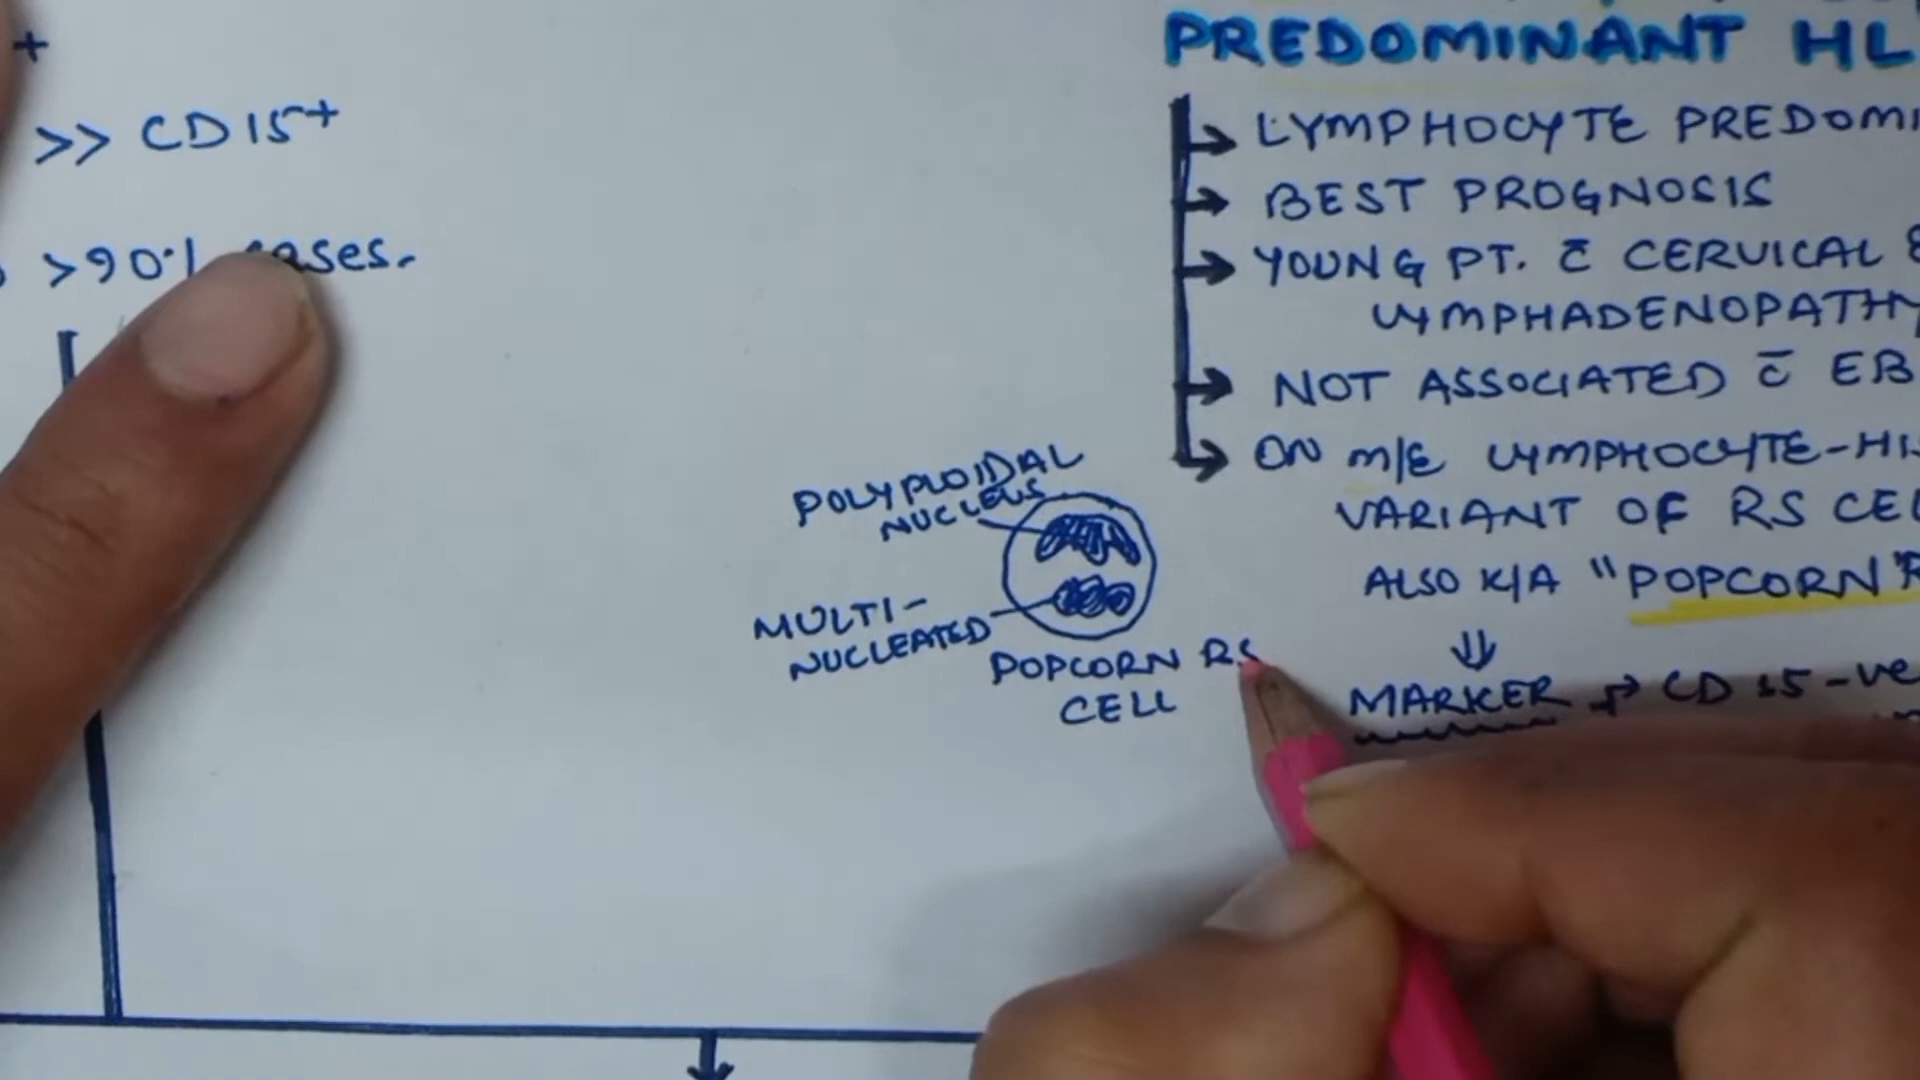 +
>> CD15+
>90% cases.
PREDOMINANT HL
LYMPHOCYTE PREDOMI
BEST PROGNOSIS
YOUNG PT. c̄ CERVICAL
LYMPHADENOPATHY
NOT ASSOCIATED c̄ EB
ON M/E LYMPHOCYTE-HIS
VARIANT OF RS CEL
ALSO K/A "POPCORN" R
MARKER → CD 15 -ve
POLYPLOIDAL
NUCLEUS
MULTI-
NUCLEATED
POPCORN RS
CELL